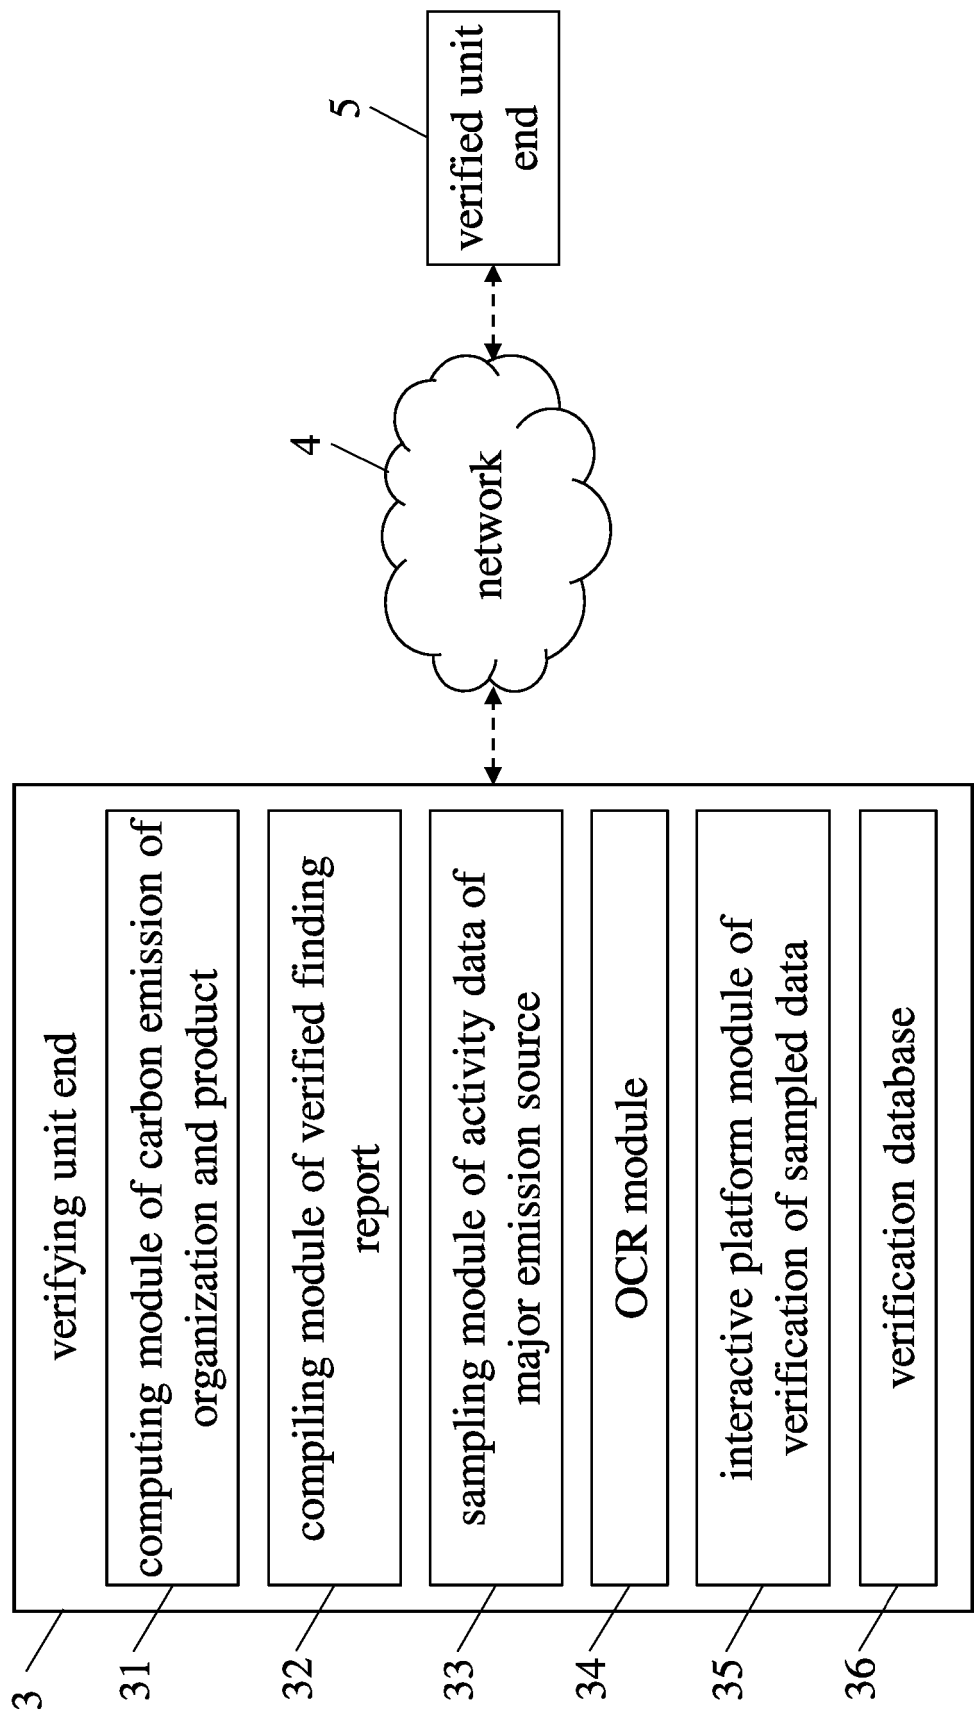 3
verifying unit end
31
computing module of carbon emission of
organization and product
32
compiling module of verified finding
report
33
sampling module of activity data of
major emission source
34
OCR module
35
interactive platform module of
verification of sampled data
36
verification database
4
network
5
verified unit
end